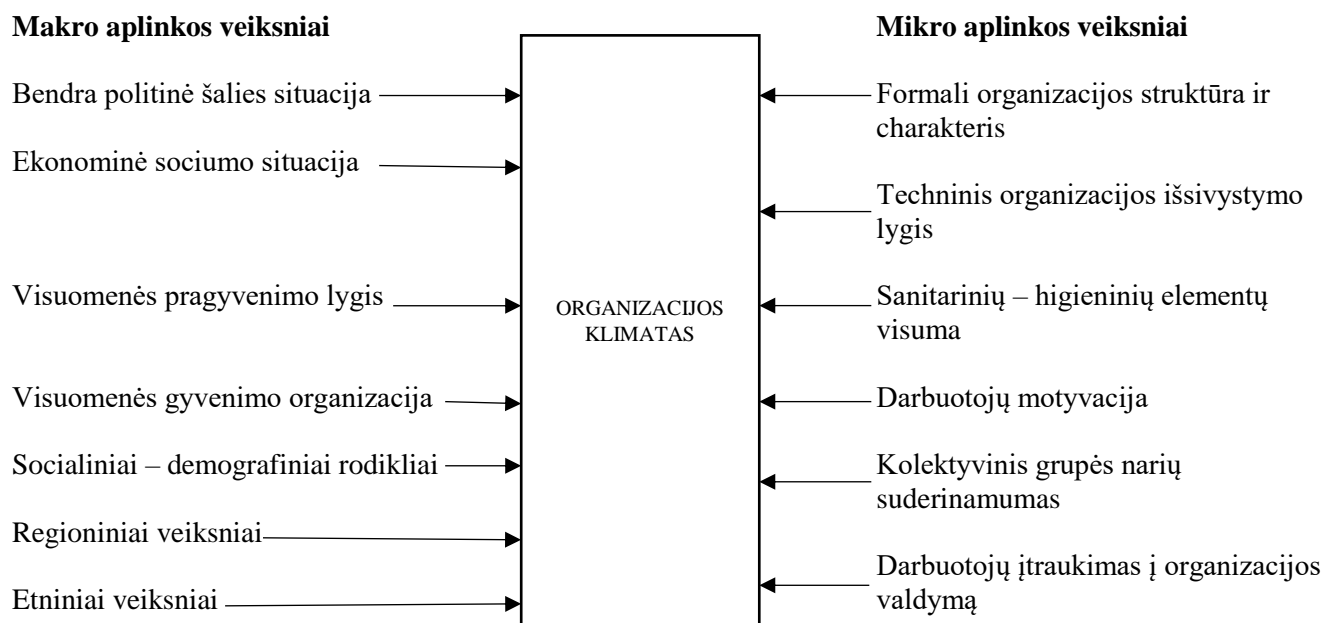 Makro aplinkos veiksniai
Bendra politinė šalies situacija
Ekonominė sociumo situacija
Visuomenės pragyvenimo lygis
Visuomenės gyvenimo organizacija
Socialiniai – demografiniai rodikliai
Regioniniai veiksniai
Etniniai veiksniai
ORGANIZACIJOS
KLIMATAS
Mikro aplinkos veiksniai
Formali organizacijos struktūra ir
charakteris
Techninis organizacijos išsivystymo
lygis
Sanitarinių – higieninių elementų
visuma
Darbuotojų motyvacija
Kolektyvinis grupės narių
suderinamumas
Darbuotojų įtraukimas į organizacijos
valdymą